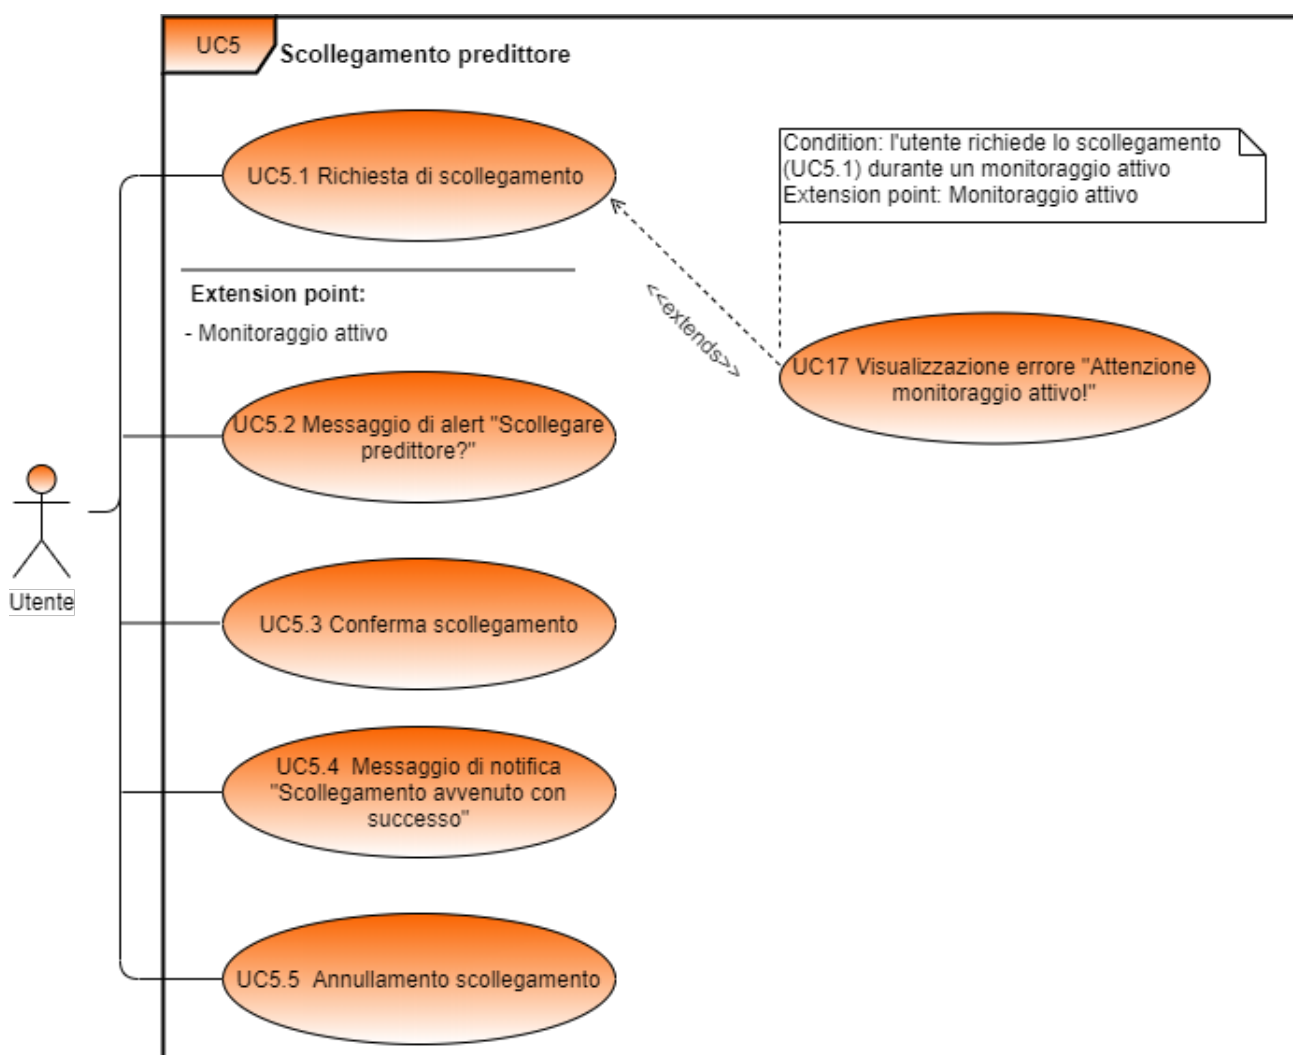 UC5
Scollegamento predittore
UC5.1 Richiesta di scollegamento
Condition: l'utente richiede lo scollegamento
(UC5.1) durante un monitoraggio attivo
Extension point: Monitoraggio attivo
Extension point:
- Monitoraggio attivo
<<extends>>
UC17 Visualizzazione errore "Attenzione
monitoraggio attivo!"
UC5.2 Messaggio di alert "Scollegare
predittore?"
Utente
UC5.3 Conferma scollegamento
UC5.4  Messaggio di notifica
"Scollegamento avvenuto con
successo"
UC5.5  Annullamento scollegamento